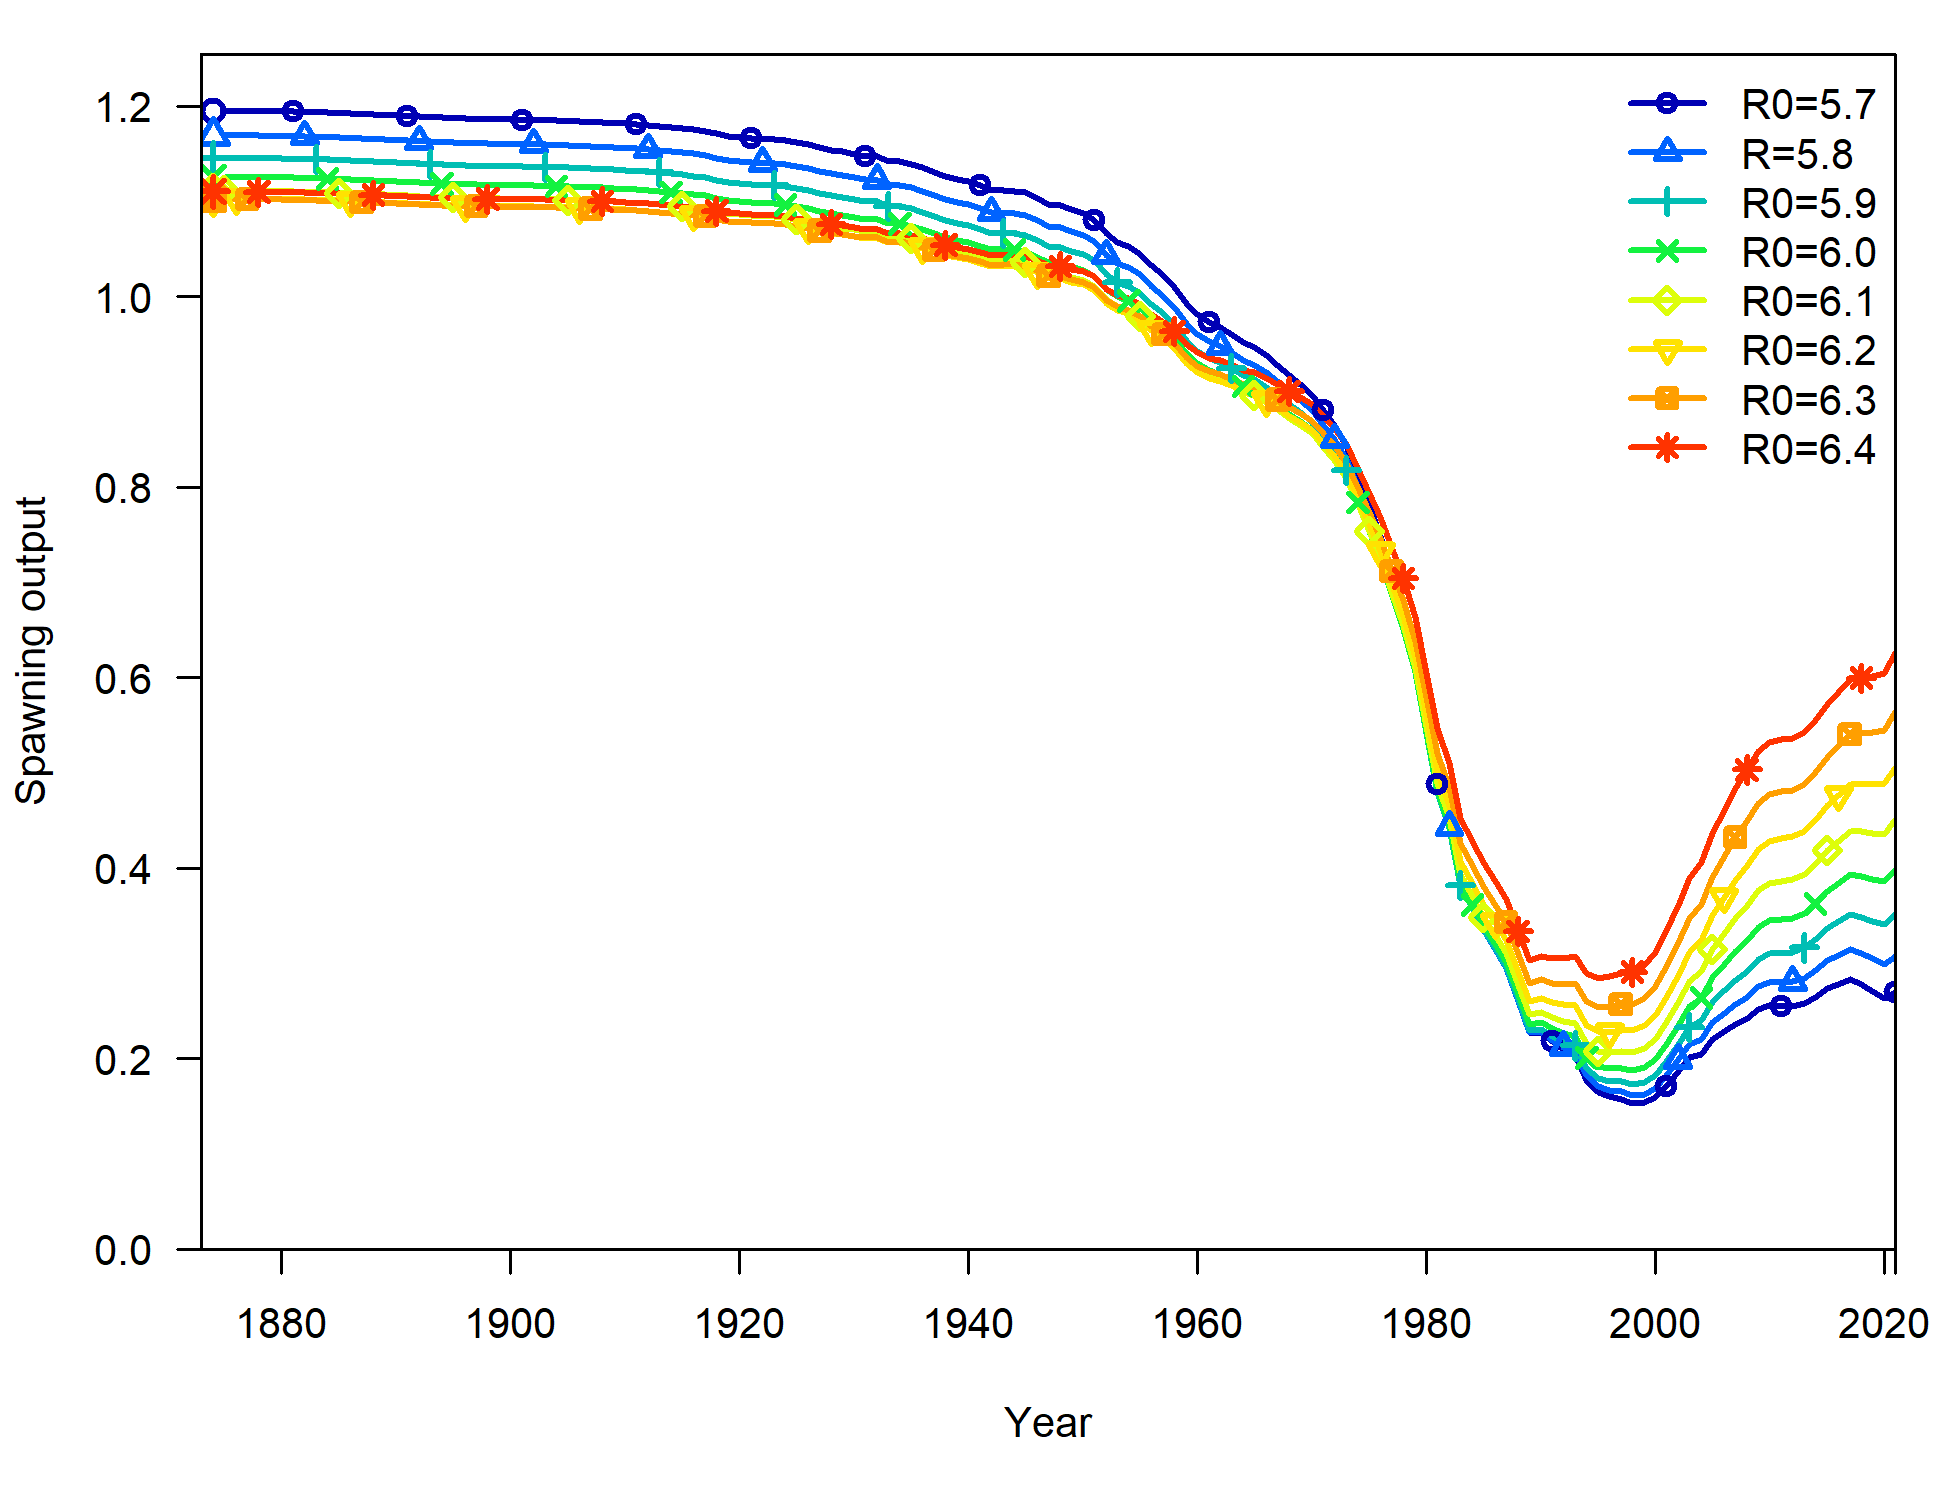 1.2
1.0
0.8
0.6
0.4
0.2
0.0
Spawning output
1880 1900 1920 1940 1960 1980 2000 2020
Year
R0=5.7
R=5.8
R0=5.9
R0=6.0
R0=6.1
R0=6.2
R0=6.3
R0=6.4